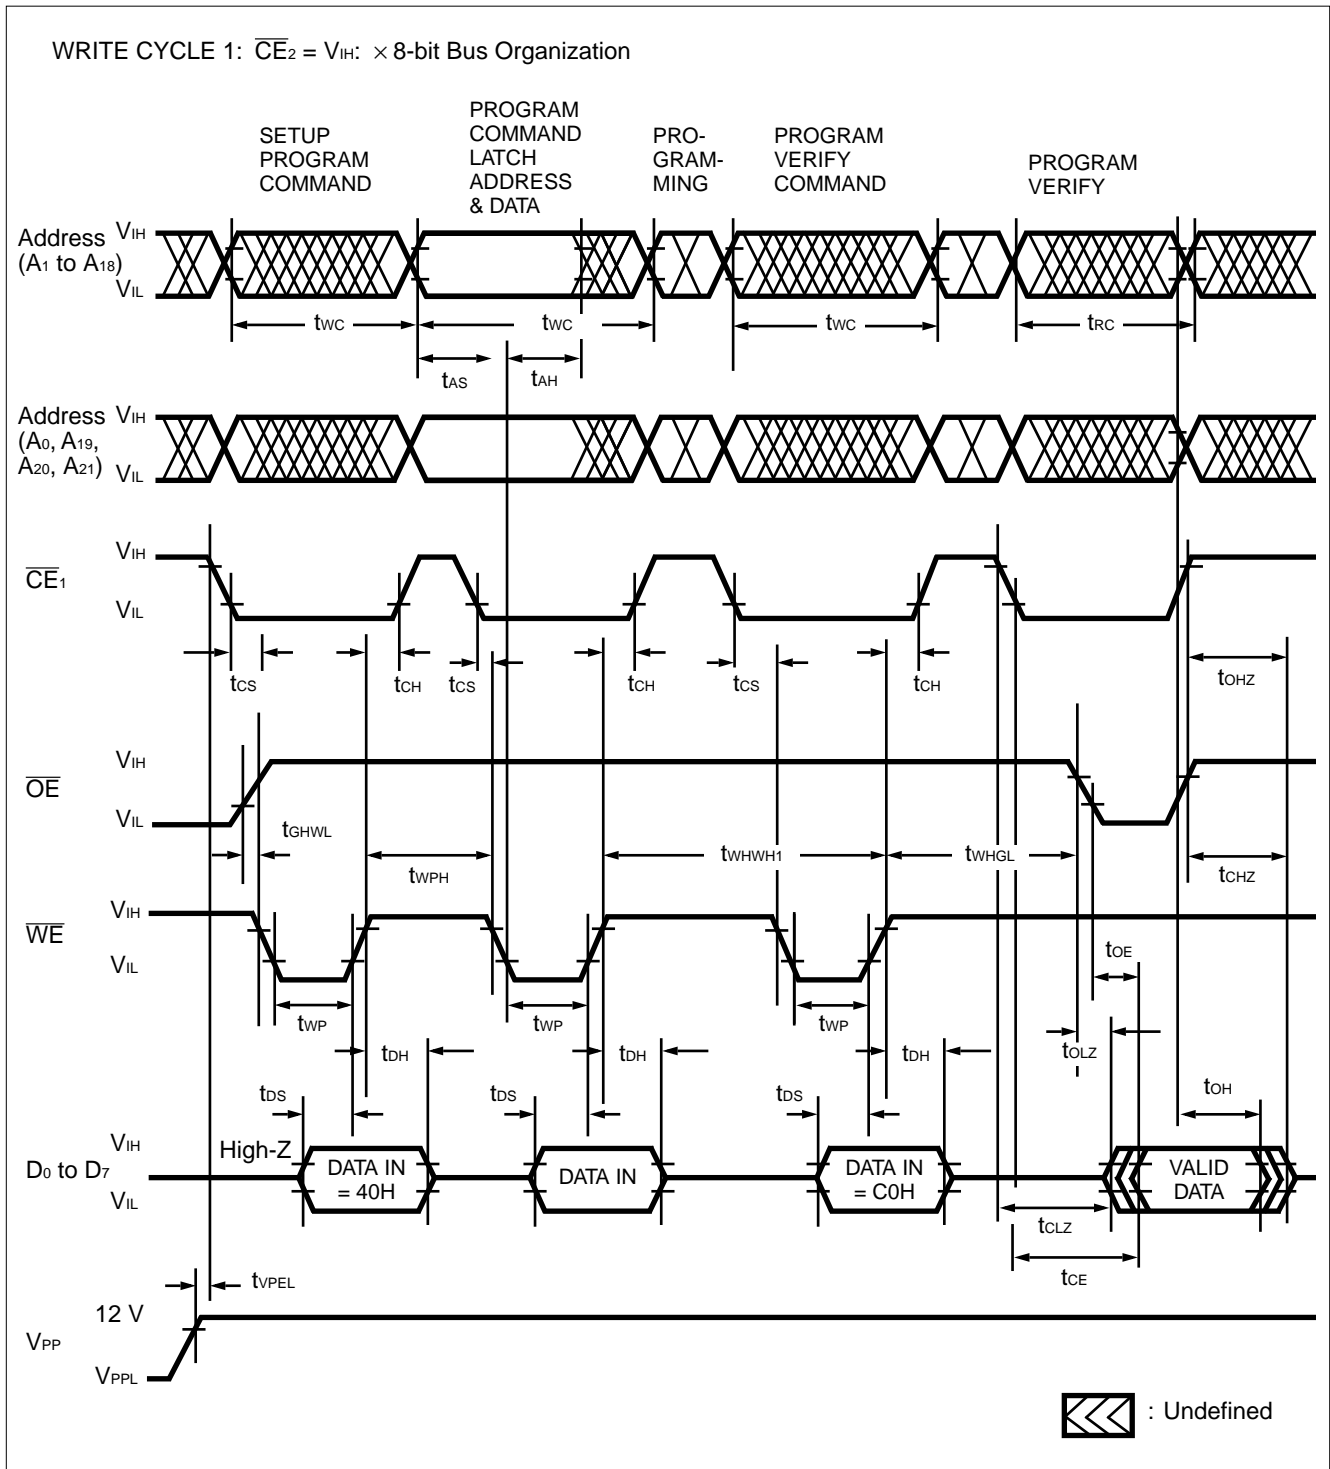 WRITE CYCLE 1: CE2 = VIH: × 8-bit Bus Organization
SETUP
PROGRAM
COMMAND
PROGRAM
COMMAND
LATCH
ADDRESS
& DATA
PRO-
GRAM-
MING
PROGRAM
VERIFY
COMMAND
PROGRAM
VERIFY
Address
(A1 to A18)
VIH
VIL
tWC
tWC
tWC
tRC
tAS
tAH
Address
(A0, A19,
A20, A21)
VIH
VIL
CE1
VIH
VIL
tCS
tCH
tCS
tCH
tCS
tCH
tOHZ
OE
VIH
VIL
tGHWL
tWPH
tWHWH1
tWHGL
tCHZ
WE
VIH
VIL
tOE
tWP
tWP
tWP
tDH
tDH
tDH
tOLZ
tDS
tDS
tDS
tOH
D0 to D7
VIH
VIL
High-Z
DATA IN
= 40H
DATA IN
DATA IN
= C0H
VALID
DATA
tCLZ
tCE
tVPEL
VPP
12 V
VPPL
: Undefined